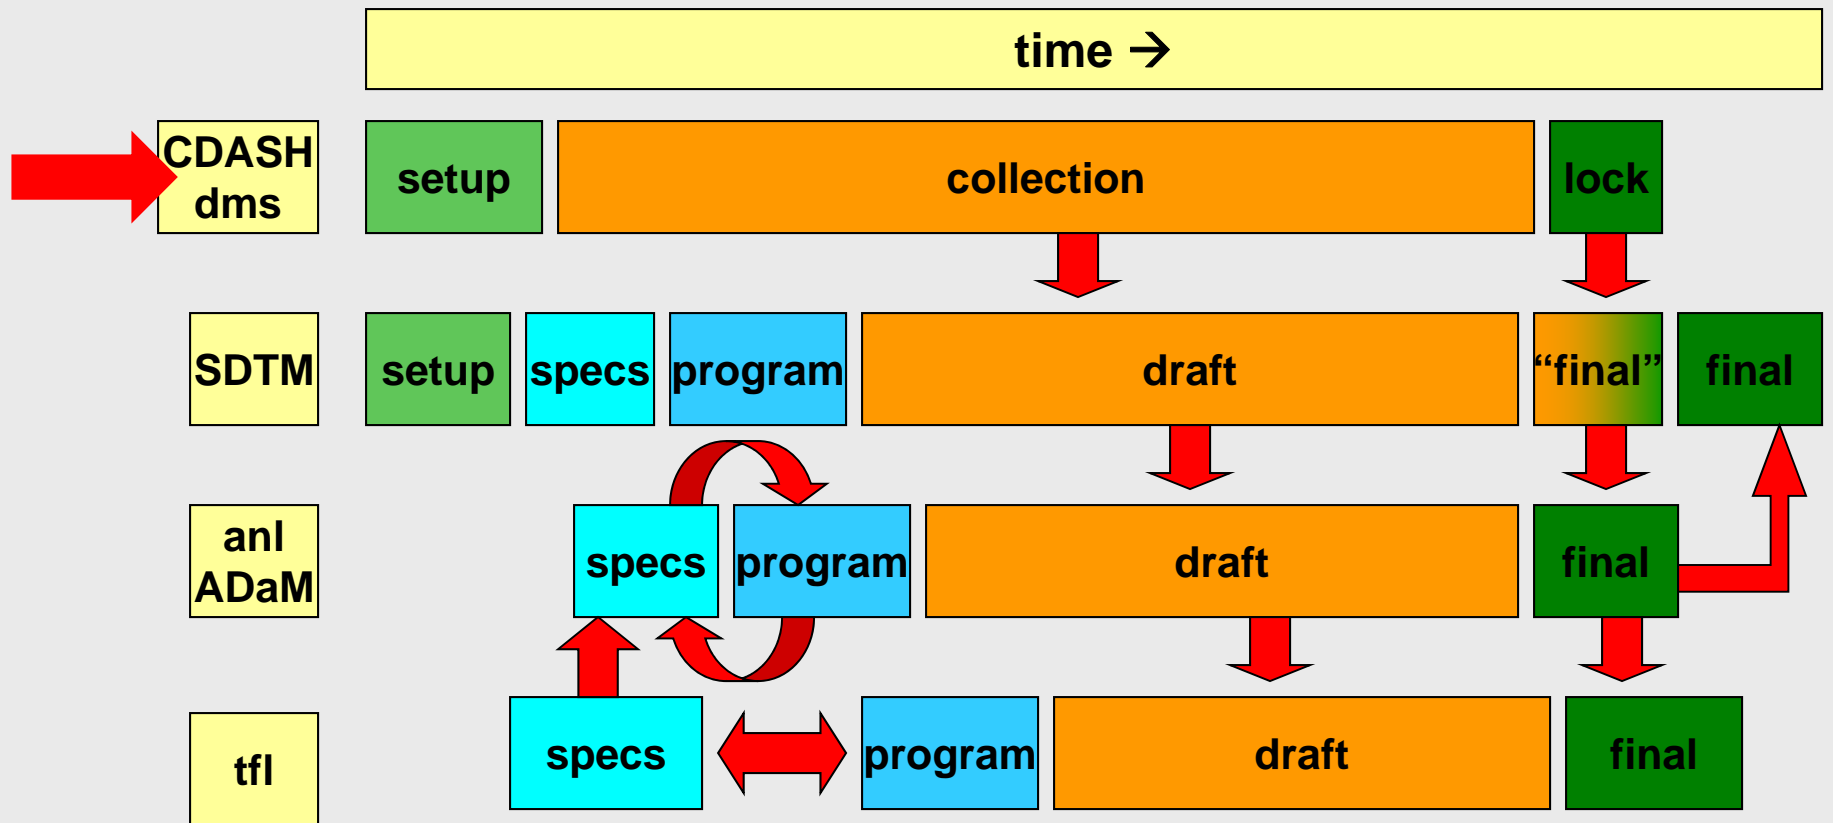 time →
CDASH
dms
setup
collection
lock
SDTM
setup
specs
program
draft
“final”
final
anl
ADaM
specs
program
draft
final
tfl
specs
program
draft
final